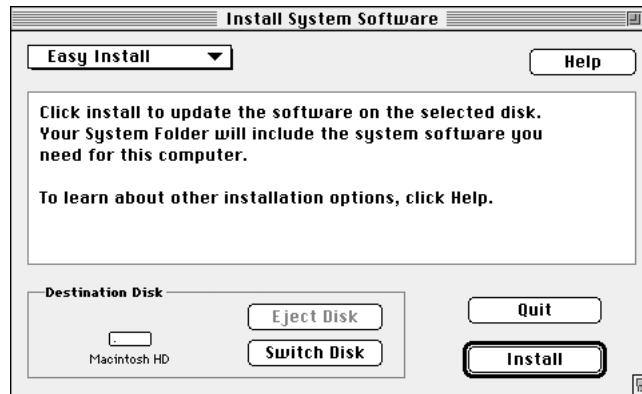 Install System Software
Easy Install
Help
Click install to update the software on the selected disk.
Your System Folder will include the system software you
need for this computer.
To learn about other installation options, click Help.
Destination Disk
Eject Disk
Quit
Macintosh HD
Switch Disk
Install